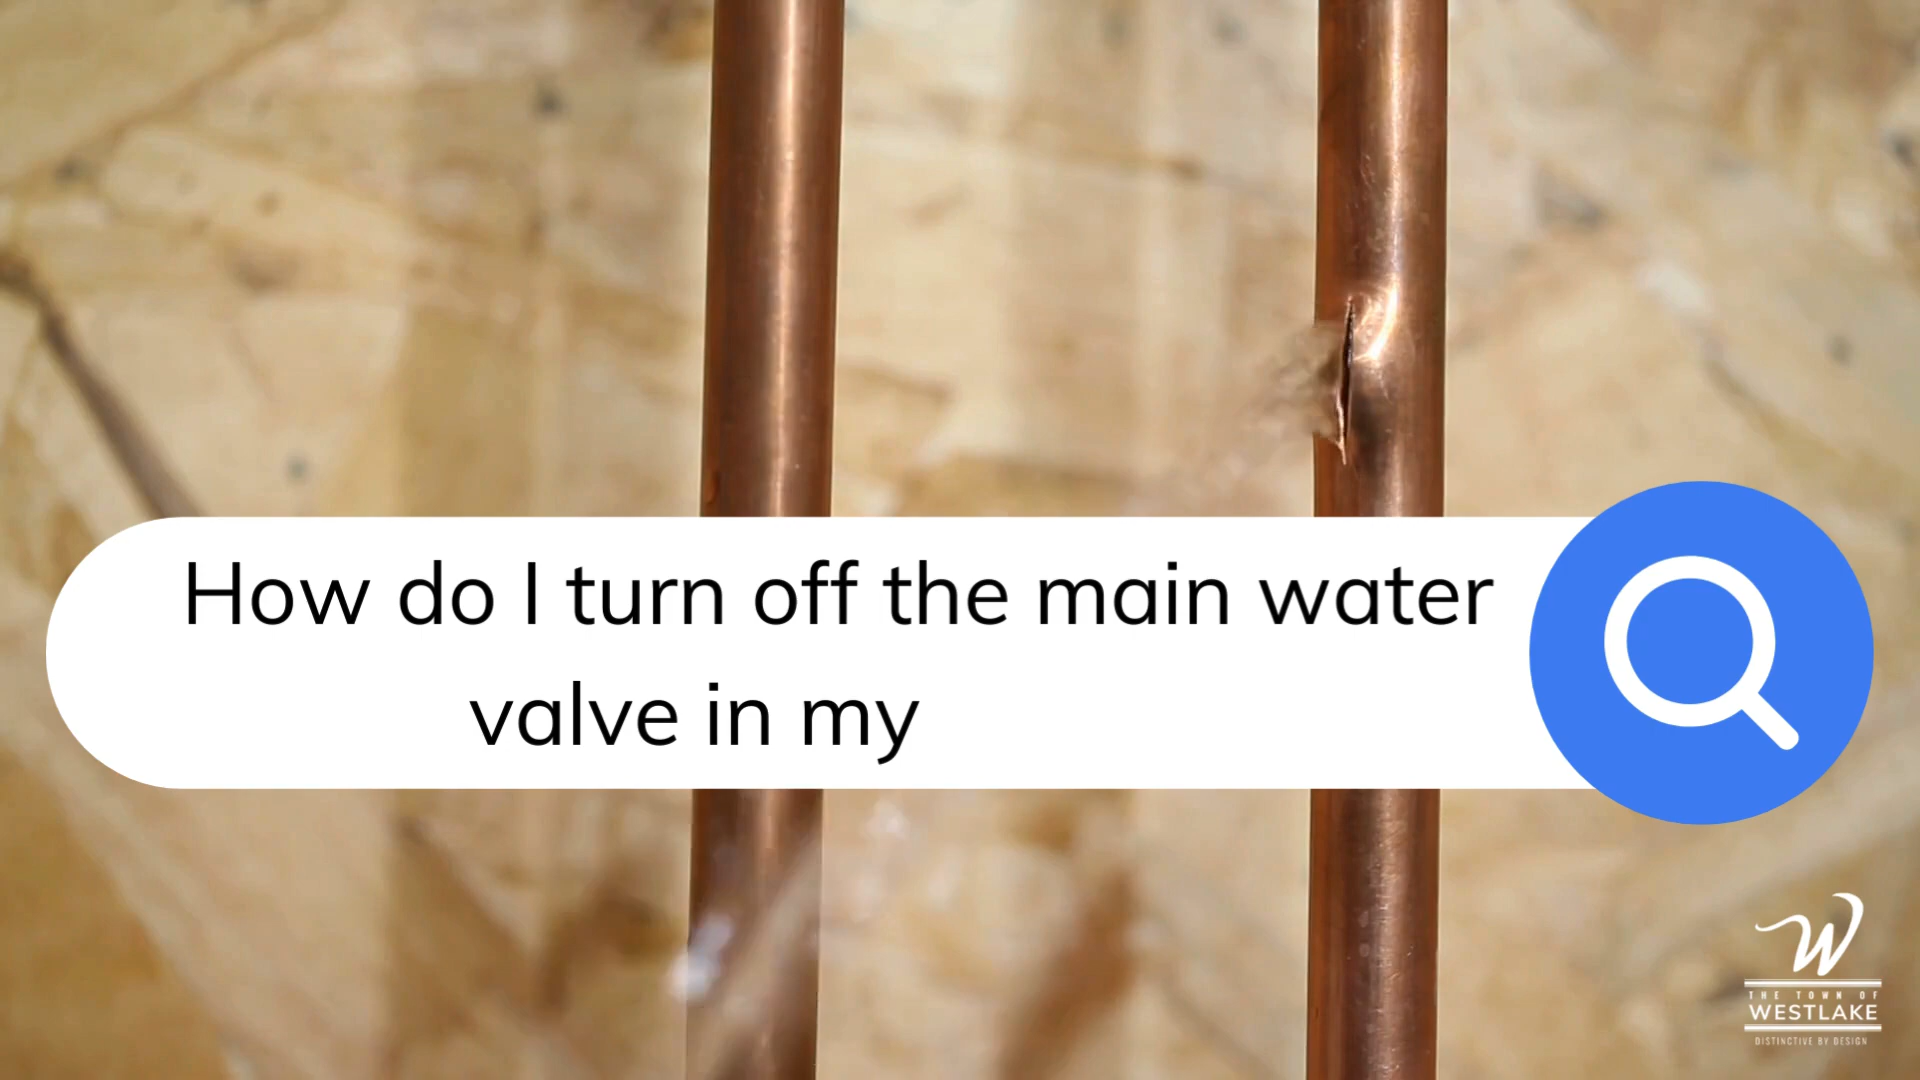 How do I turn off the main water
valve in my
W
THE TOWN OF
WESTLAKE
DISTINCTIVE BY DESIGN